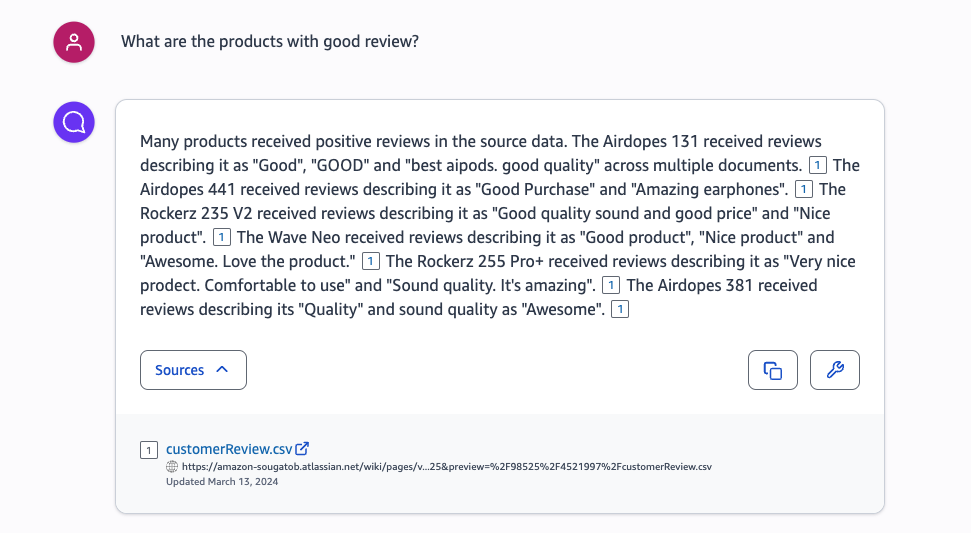 What are the products with good review?
Many products received positive reviews in the source data. The Airdopes 131 received reviews
describing it as "Good", "GOOD" and "best aipods. good quality" across multiple documents. 1 The
Airdopes 441 received reviews describing it as "Good Purchase" and "Amazing earphones". 1 The
Rockerz 235 V2 received reviews describing it as "Good quality sound and good price" and "Nice
product". 1 The Wave Neo received reviews describing it as "Good product", "Nice product" and
"Awesome. Love the product." 1 The Rockerz 255 Pro+ received reviews describing it as "Very nice
prodect. Comfortable to use" and "Sound quality. It's amazing". 1 The Airdopes 381 received
reviews describing its "Quality" and sound quality as "Awesome". 1
Sources
1 customerReview.csv
https://amazon-sougatob.atlassian.net/wiki/pages/v...25&preview=%2F98525%2F4521997%2FcustomerReview.csv
Updated March 13, 2024